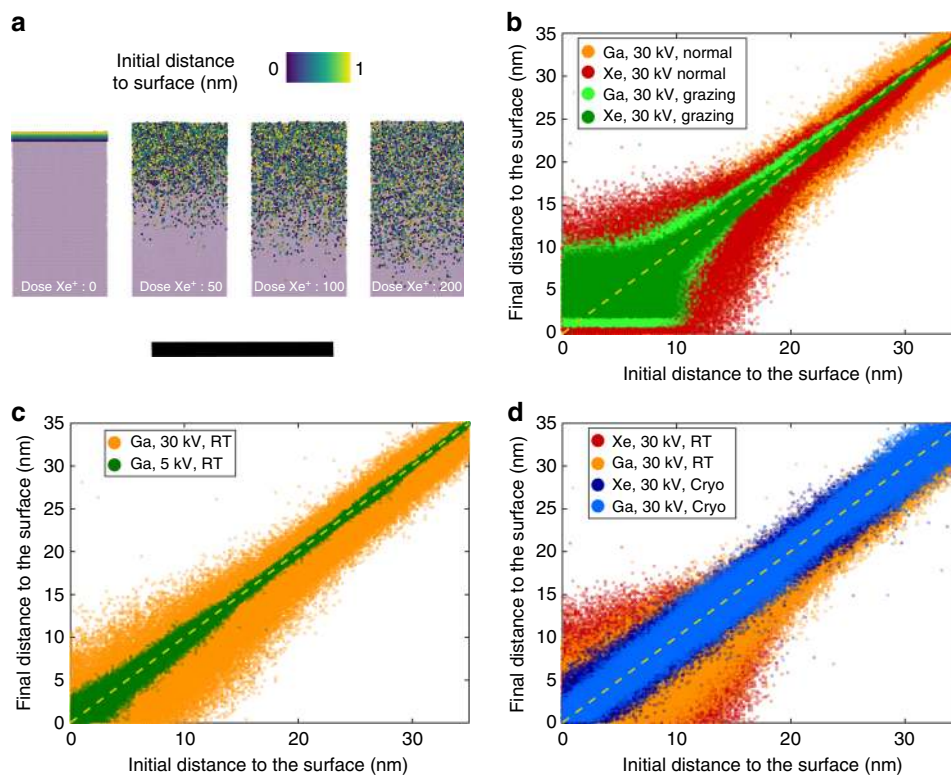 a
Initial distance
to surface (nm)
0
1
Dose Xe⁺ : 0
Dose Xe⁺ : 50
Dose Xe⁺ : 100
Dose Xe⁺ : 200
b
Final distance to the surface (nm)
35
30
25
20
15
10
5
0
Ga, 30 kV, normal
Xe, 30 kV normal
Ga, 30 kV, grazing
Xe, 30 kV, grazing
0
10
20
30
Initial distance to the surface (nm)
c
Final distance to the surface (nm)
35
30
25
20
15
10
5
0
Ga, 30 kV, RT
Ga, 5 kV, RT
0
10
20
30
Initial distance to the surface (nm)
d
Final distance to the surface (nm)
35
30
25
20
15
10
5
0
Xe, 30 kV, RT
Ga, 30 kV, RT
Xe, 30 kV, Cryo
Ga, 30 kV, Cryo
0
10
20
30
Initial distance to the surface (nm)